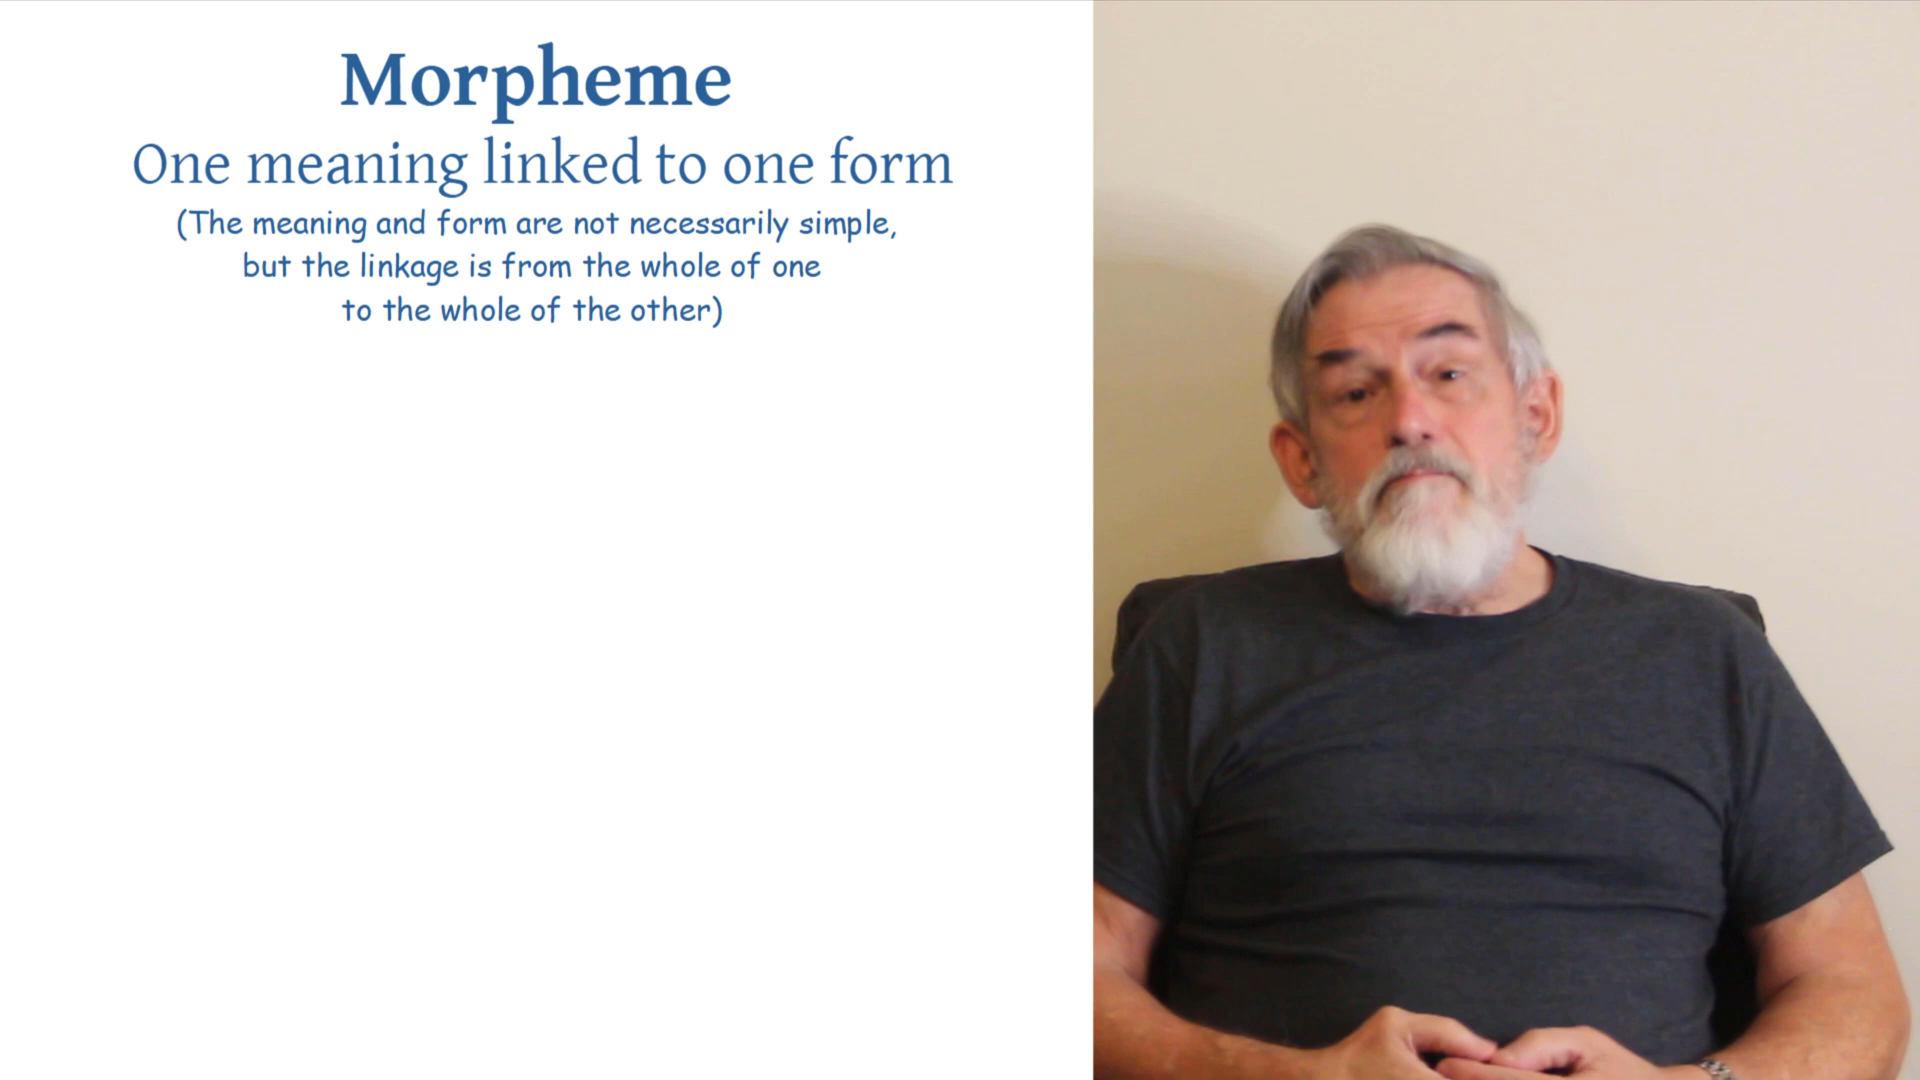 Morpheme
One meaning linked to one form
(The meaning and form are not necessarily simple,
but the linkage is from the whole of one
to the whole of the other)